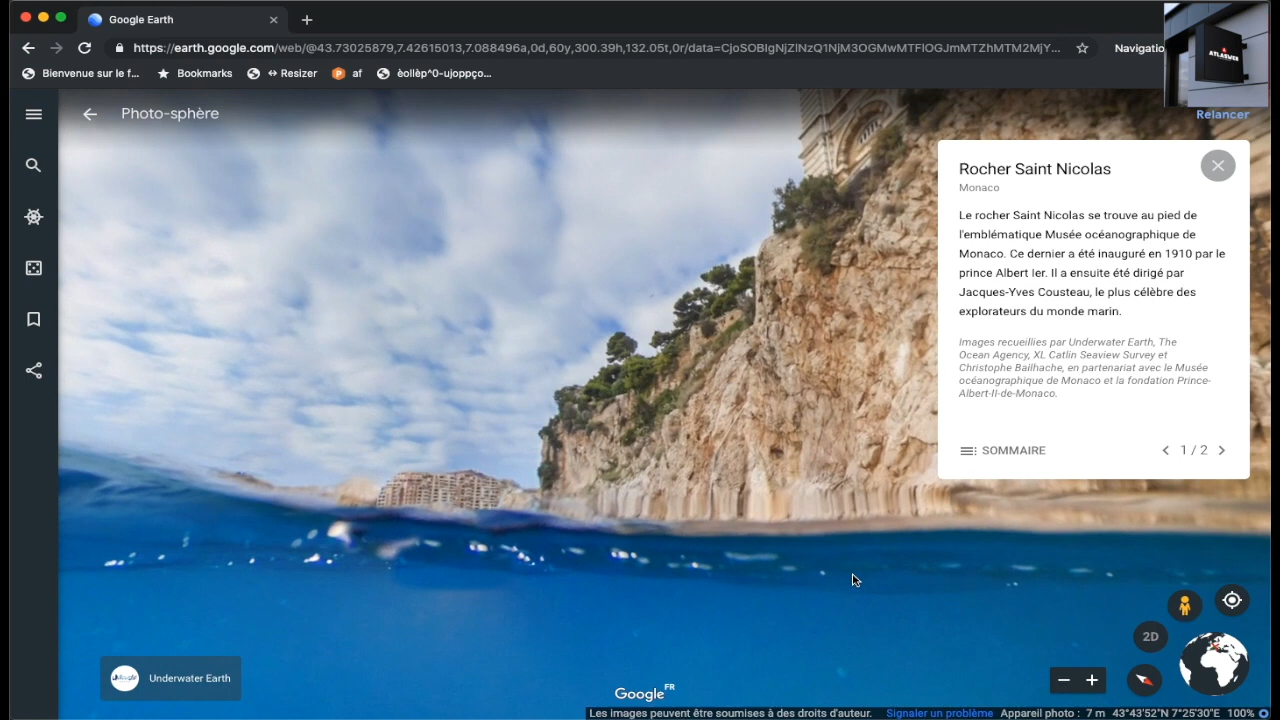 Google Earth
https://earth.google.com/web/@43.73025879,7.42615013,7.088496a,0d,60y,300.39h,132.05t,0r/data=
Navigatio
Bienvenue sur le f...
Bookmarks
⇔ Resizer
af
èollèp^0-ujoppço...
ATLASWEB
Photo-sphère
Relancer
Rocher Saint Nicolas
Monaco
Le rocher Saint Nicolas se trouve au pied de
l'emblématique Musée océanographique de
Monaco. Ce dernier a été inauguré en 1910 par le
prince Albert Ier. Il a ensuite été dirigé par
Jacques-Yves Cousteau, le plus célèbre des
explorateurs du monde marin.
Images recueillies par Underwater Earth, The
Ocean Agency, XL Catlin Seaview Survey et
Christophe Bailhache, en partenariat avec le Musée
océanographique de Monaco et la fondation Prince-
Albert-II-de-Monaco.
SOMMAIRE
1 / 2
2D
Underwater Earth
Google FR
Les images peuvent être soumises à des droits d'auteur. Signaler un problème Appareil photo : 7 m 43°43'52"N 7°25'30"E 100%